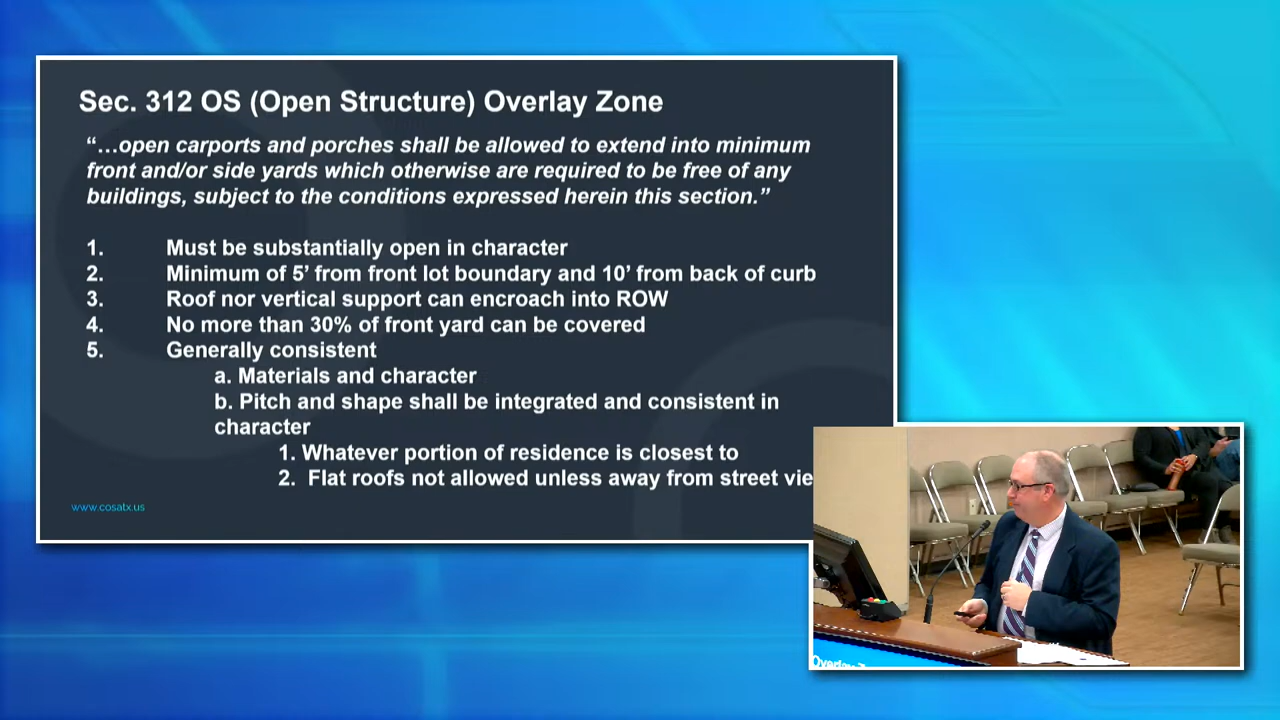 Sec. 312 OS (Open Structure) Overlay Zone
“…open carports and porches shall be allowed to extend into minimum
front and/or side yards which otherwise are required to be free of any
buildings, subject to the conditions expressed herein this section.”
1. Must be substantially open in character
2. Minimum of 5’ from front lot boundary and 10’ from back of curb
3. Roof nor vertical support can encroach into ROW
4. No more than 30% of front yard can be covered
5. Generally consistent
a. Materials and character
b. Pitch and shape shall be integrated and consistent in
character
1. Whatever portion of residence is closest to
2. Flat roofs not allowed unless away from street vie
www.cosatx.us
Overlay